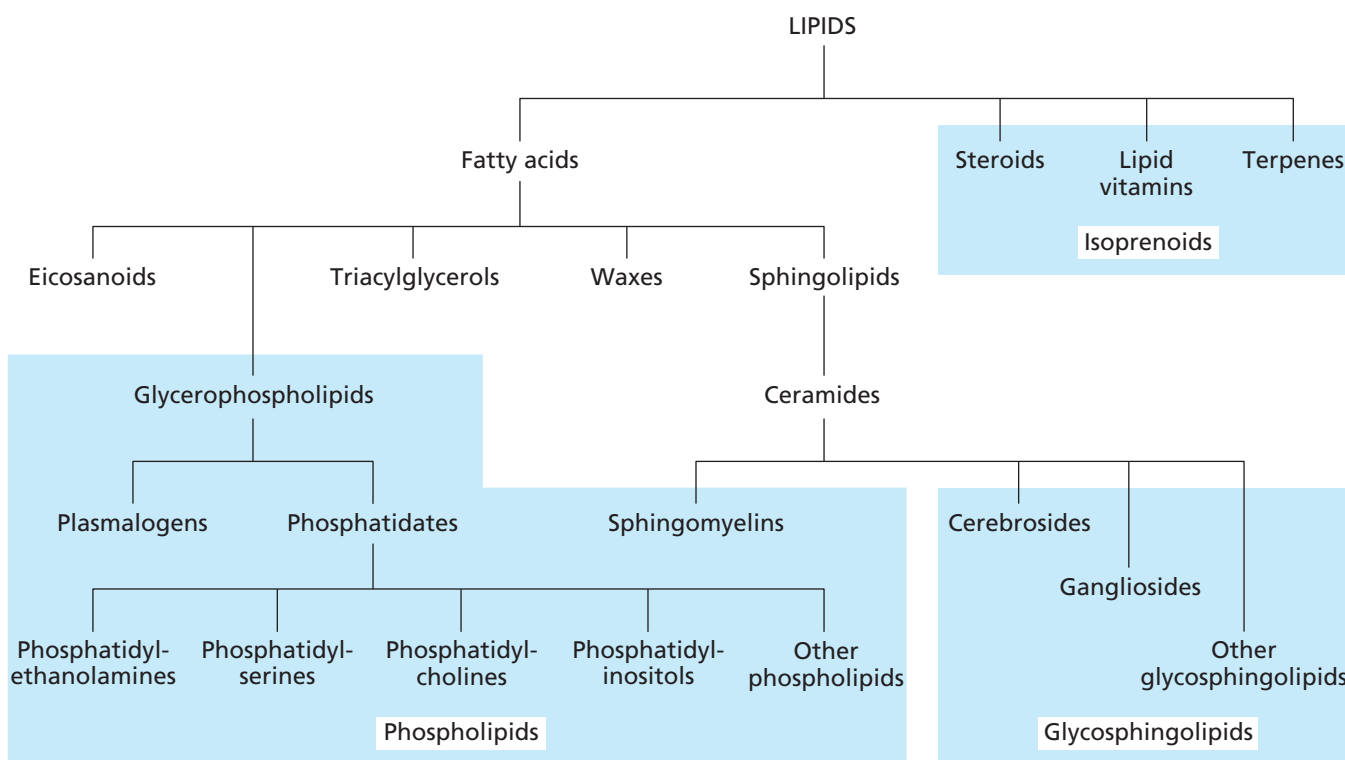 LIPIDS
Fatty acids
Steroids
Lipid
vitamins
Terpenes
Isoprenoids
Eicosanoids
Triacylglycerols
Waxes
Sphingolipids
Glycerophospholipids
Ceramides
Plasmalogens
Phosphatidates
Sphingomyelins
Cerebrosides
Gangliosides
Phosphatidyl-
ethanolamines
Phosphatidyl-
serines
Phosphatidyl-
cholines
Phosphatidyl-
inositols
Other
phospholipids
Other
glycosphingolipids
Phospholipids
Glycosphingolipids